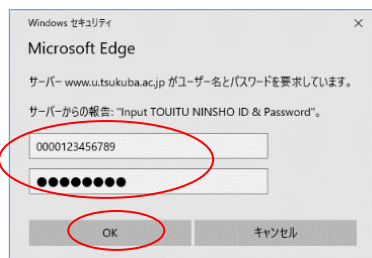 Windows セキュリティ
Microsoft Edge
サーバー www.u.tsukuba.ac.jp がユーザー名とパスワードを要求しています。
サーバーからの報告: "Input TOUITU NINSHO ID & Password"。
0000123456789
●●●●●●●●
OK キャンセル